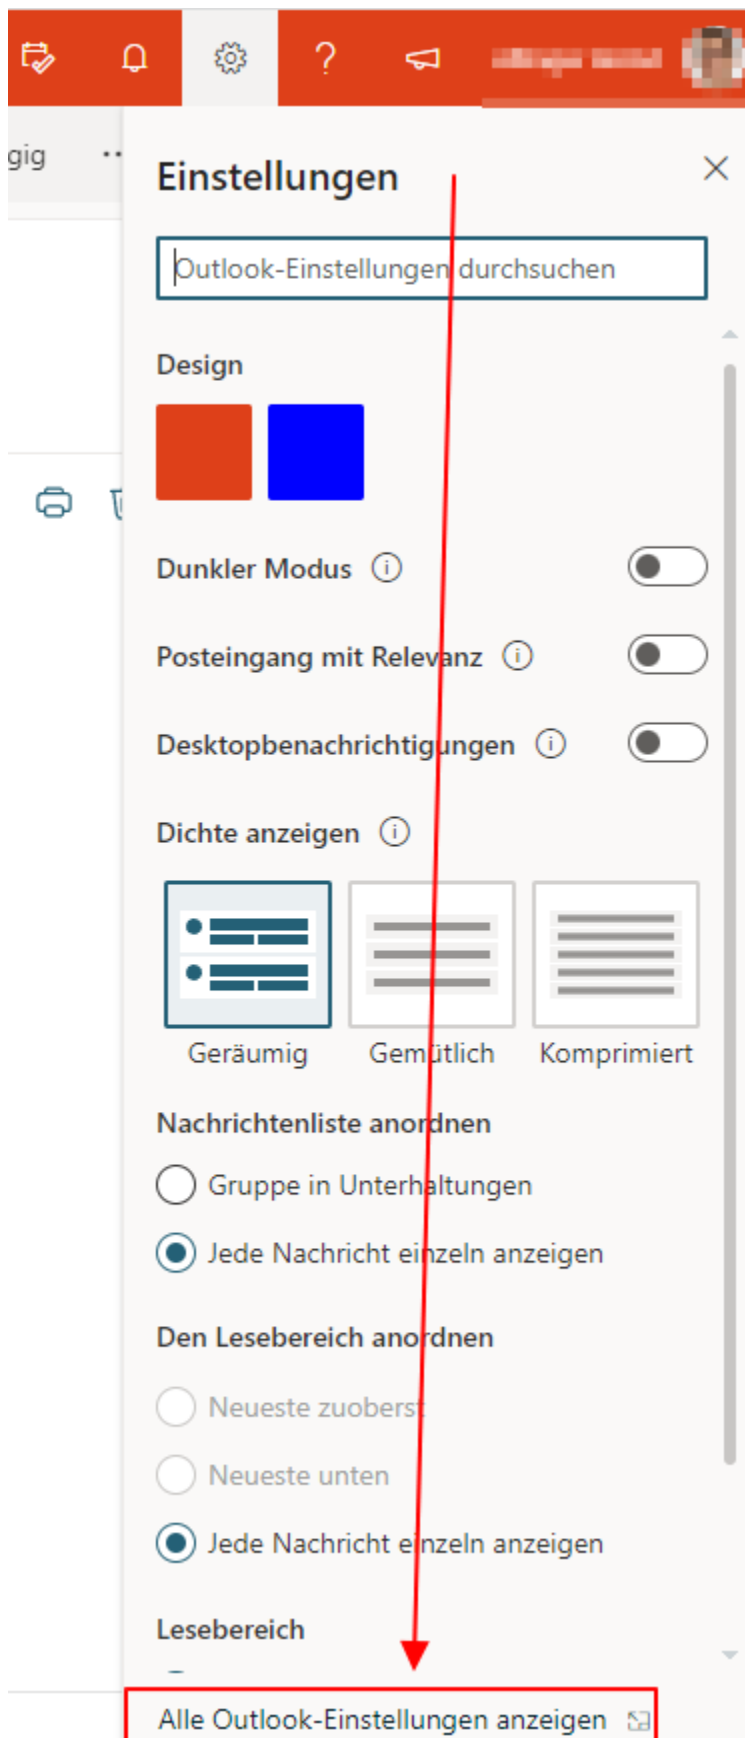 gig
Einstellungen
Outlook-Einstellungen durchsuchen
Design
Dunkler Modus
Posteingang mit Relevanz
Desktopbenachrichtigungen
Dichte anzeigen
Geräumig Gemütlich Komprimiert
Nachrichtenliste anordnen
Gruppe in Unterhaltungen
Jede Nachricht einzeln anzeigen
Den Lesebereich anordnen
Neueste zuoberst
Neueste unten
Jede Nachricht einzeln anzeigen
Lesebereich
Alle Outlook-Einstellungen anzeigen